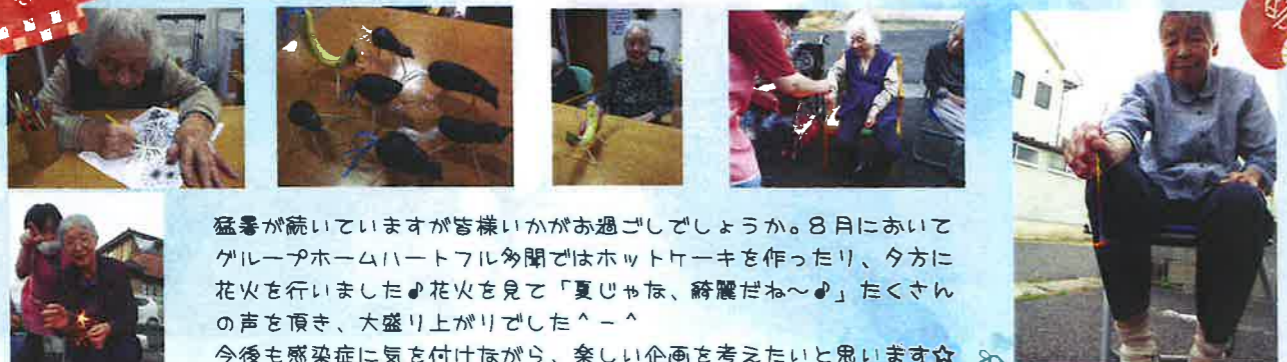 猛暑が続いていますが皆様いかがお過ごしでしょうか。8月において
グループホームハートフル多聞ではホットケーキを作ったり、夕方に
花火を行いました♪花火を見て「夏じゃな、綺麗だね～♪」たくさん
の声を頂き、大盛り上がりでした＾－＾
今後も感染症に気を付けながら、楽しい企画を考えたいと思います☆